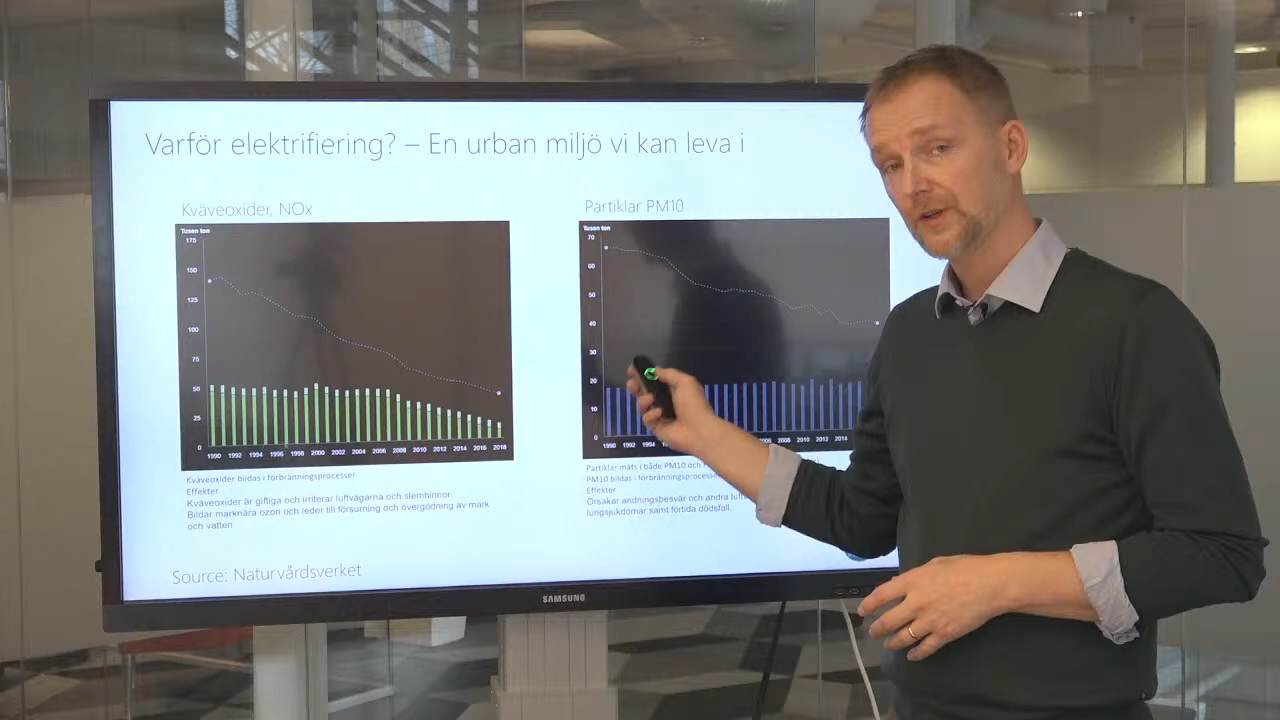 Varför elektrifiering? – En urban miljö vi kan leva i
Kväveoxider, NOx
Tusen ton
175
150
125
100
75
50
25
0
1990 1992 1994 1996 1998 2000 2002 2004 2006 2008 2010 2012 2014 2016 2018
Kväveoxider bildas i förbränningsprocesser
Effekter
Kväveoxider är giftiga och irriterar luftvägarna och slemhinnor
Bildar marknära ozon och leder till försurning och övergödning av mark
och vatten
Partiklar PM10
Tusen ton
70
60
50
40
30
20
10
0
1990 1992 1994 2006 2008 2010 2012 2014
Partiklar mäts i både PM10 och
PM10 bildas i förbränningsprocess
Effekter
Orsakar andningsbesvär och andra
lungsjukdomar samt förtida dödsfall.
Source: Naturvårdsverket
SAMSUNG